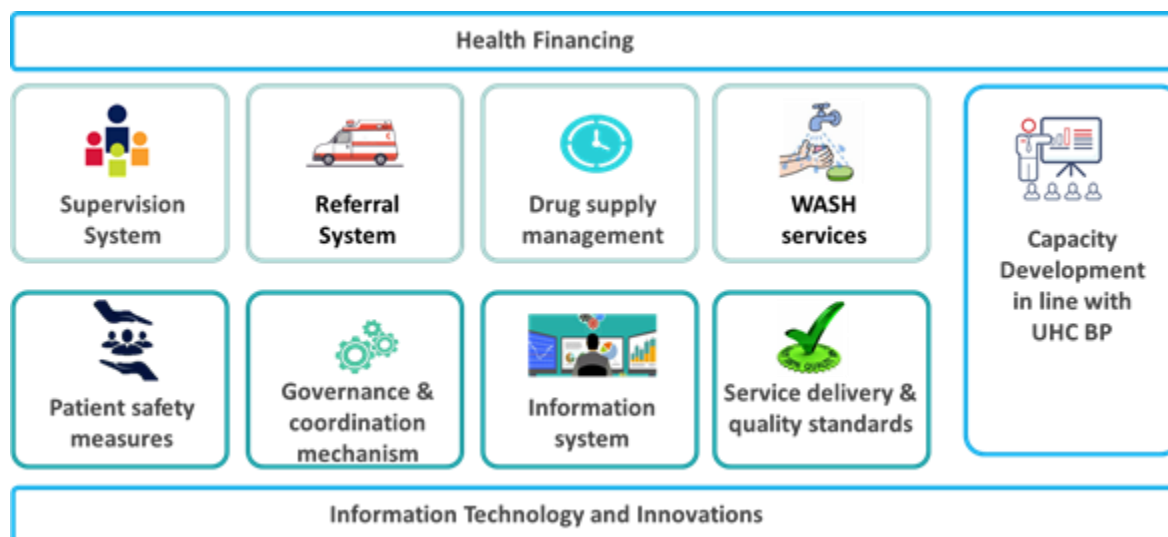 Health Financing
Supervision
System
Referral
System
Drug supply
management
WASH
services
Capacity
Development
in line with
UHC BP
Patient safety
measures
Governance &
coordination
mechanism
Information
system
Service delivery &
quality standards
Information Technology and Innovations